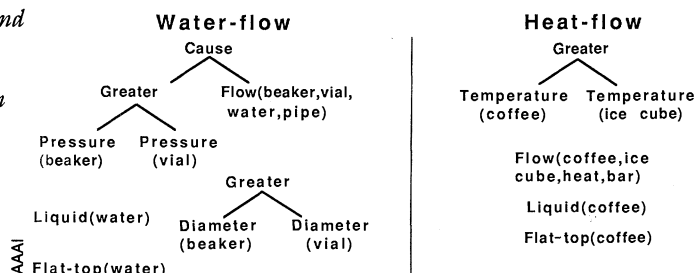 nd
Water-flow
Cause
Greater
Flow(beaker,vial,
water,pipe)
Pressure
(beaker)
Pressure
(vial)
Greater
Liquid(water)
Diameter
(beaker)
Diameter
(vial)
Flat-top(water)
AAAI
Heat-flow
Greater
Temperature
(coffee)
Temperature
(ice cube)
Flow(coffee,ice
cube,heat,bar)
Liquid(coffee)
Flat-top(coffee)